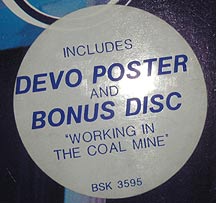 INCLUDES
DEVO POSTER
AND
BONUS DISC
"WORKING IN
THE COAL MINE"
BSK 3595